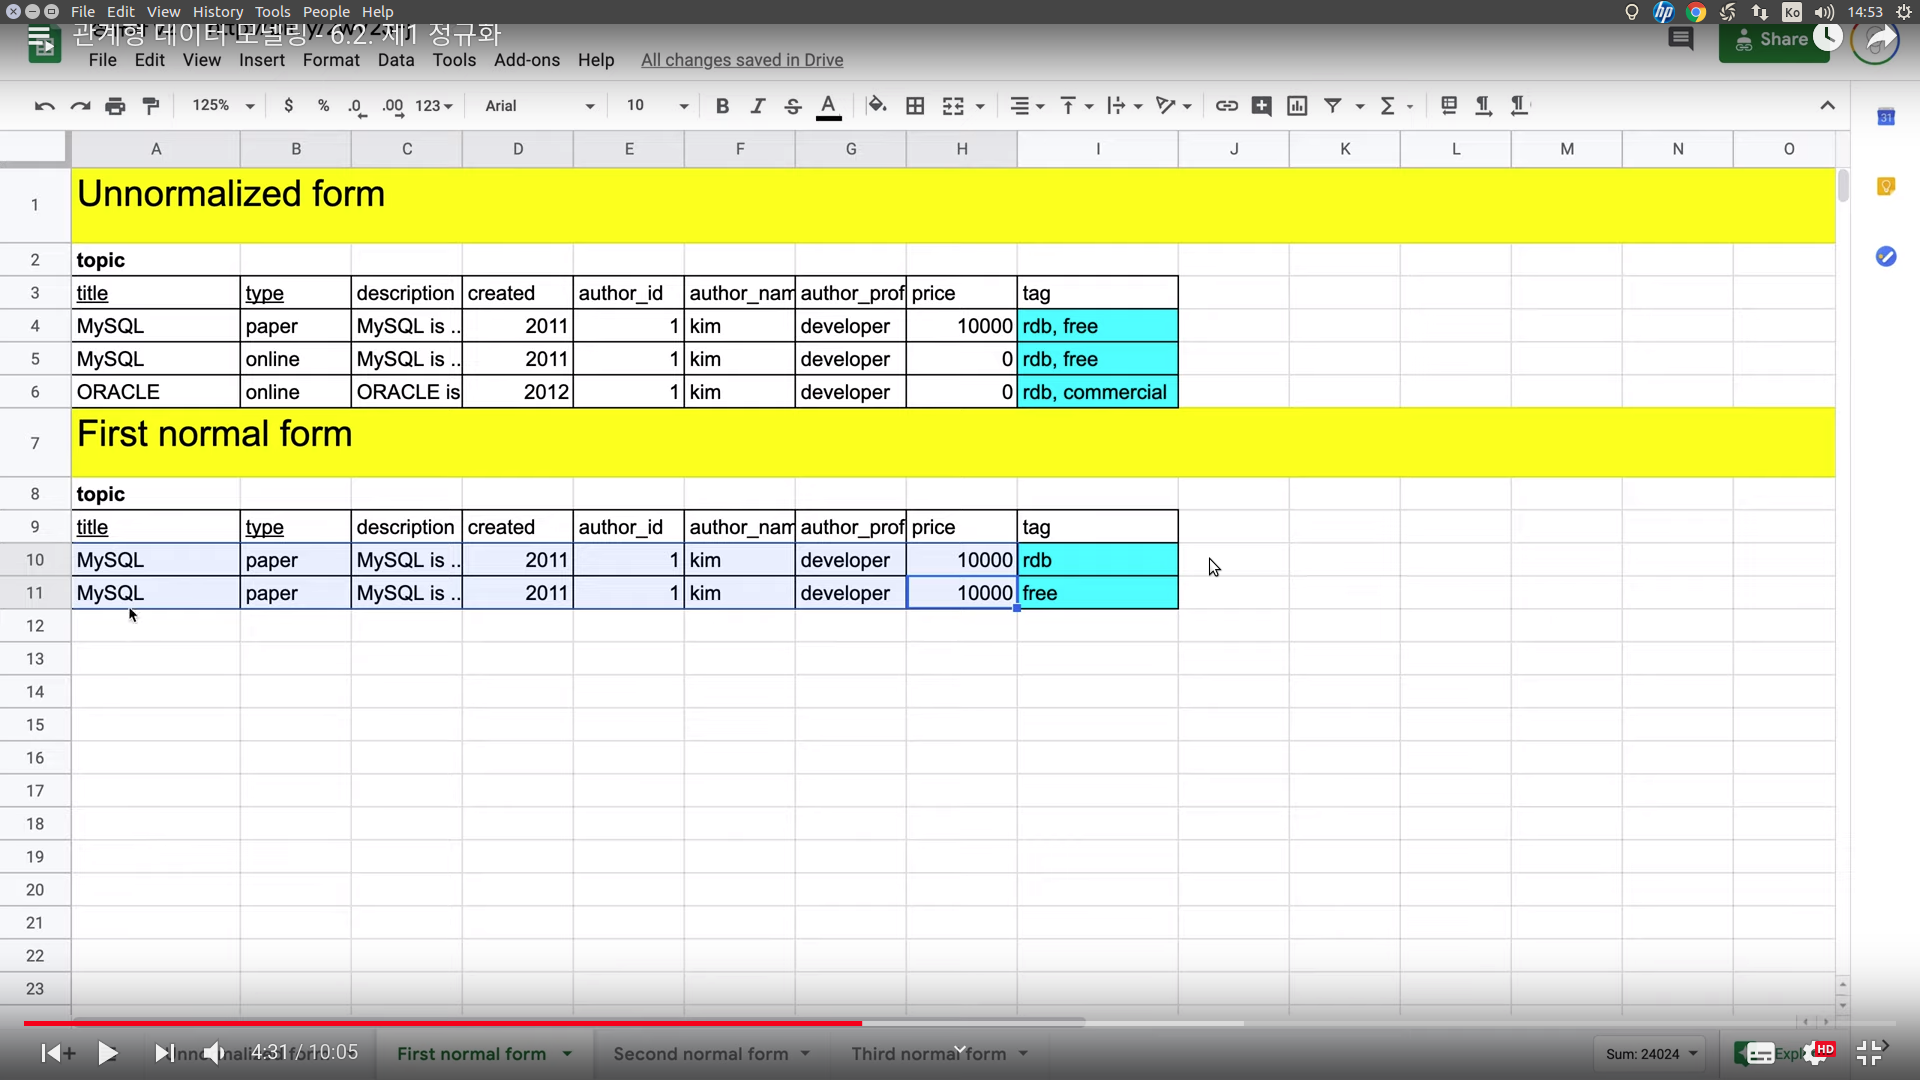 File Edit View History Tools People Help
Ko 14:53
관계형 데이터 모델링 - 6.2. 제1 정규화
File Edit View Insert Format Data Tools Add-ons Help All changes saved in Drive
Share
125% $ % .0 .00 123 Arial 10 B I S A Σ
31
A B C D E F G H I J K L M N O
1 Unnormalized form
2 topic
3 title type description created author_id author_nam author_prof price tag
4 MySQL paper MySQL is .. 2011 1 kim developer 10000 rdb, free
5 MySQL online MySQL is .. 2011 1 kim developer 0 rdb, free
6 ORACLE online ORACLE is 2012 1 kim developer 0 rdb, commercial
7 First normal form
8 topic
9 title type description created author_id author_nam author_prof price tag
10 MySQL paper MySQL is .. 2011 1 kim developer 10000 rdb
11 MySQL paper MySQL is .. 2011 1 kim developer 10000 free
12
13
14
15
16
17
18
19
20
21
22
23
4:31 / 10:05 First normal form Second normal form Third normal form Sum: 24024 HD